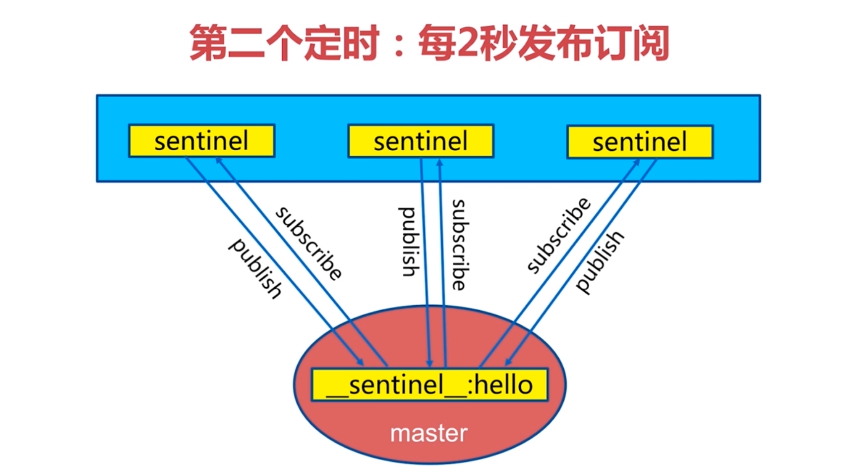 第二个定时：每2秒发布订阅
sentinel
sentinel
sentinel
publish
subscribe
publish
subscribe
subscribe
publish
__sentinel__:hello
master